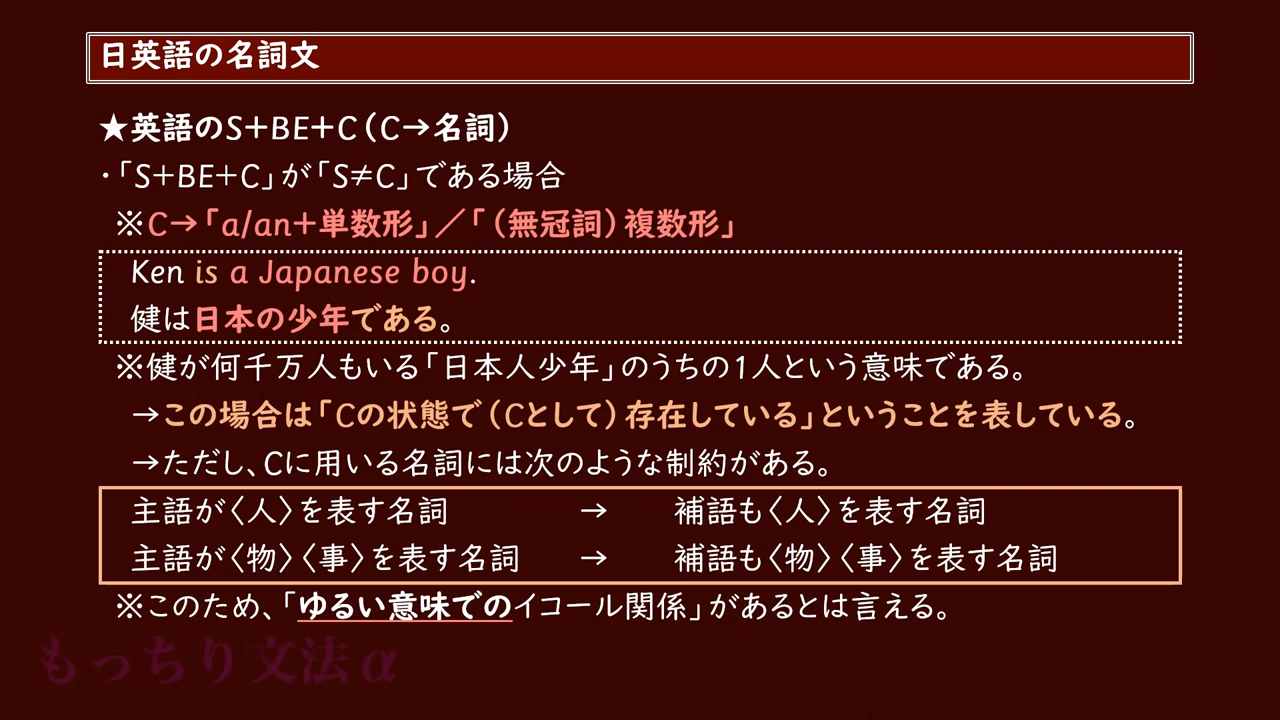 日英語の名詞文
★英語のS+BE+C(C→名詞)
・「S+BE+C」が「S≠C」である場合
※C→「a/an+単数形」／「(無冠詞)複数形」
Ken is a Japanese boy.
健は日本の少年である。
※健が何千万人もいる「日本人少年」のうちの1人という意味である。
→この場合は「Cの状態で(Cとして)存在している」ということを表している。
→ただし、Cに用いる名詞には次のような制約がある。
主語が〈人〉を表す名詞 → 補語も〈人〉を表す名詞
主語が〈物〉〈事〉を表す名詞 → 補語も〈物〉〈事〉を表す名詞
※このため、「ゆるい意味でのイコール関係」があるとは言える。
もっちり文法α